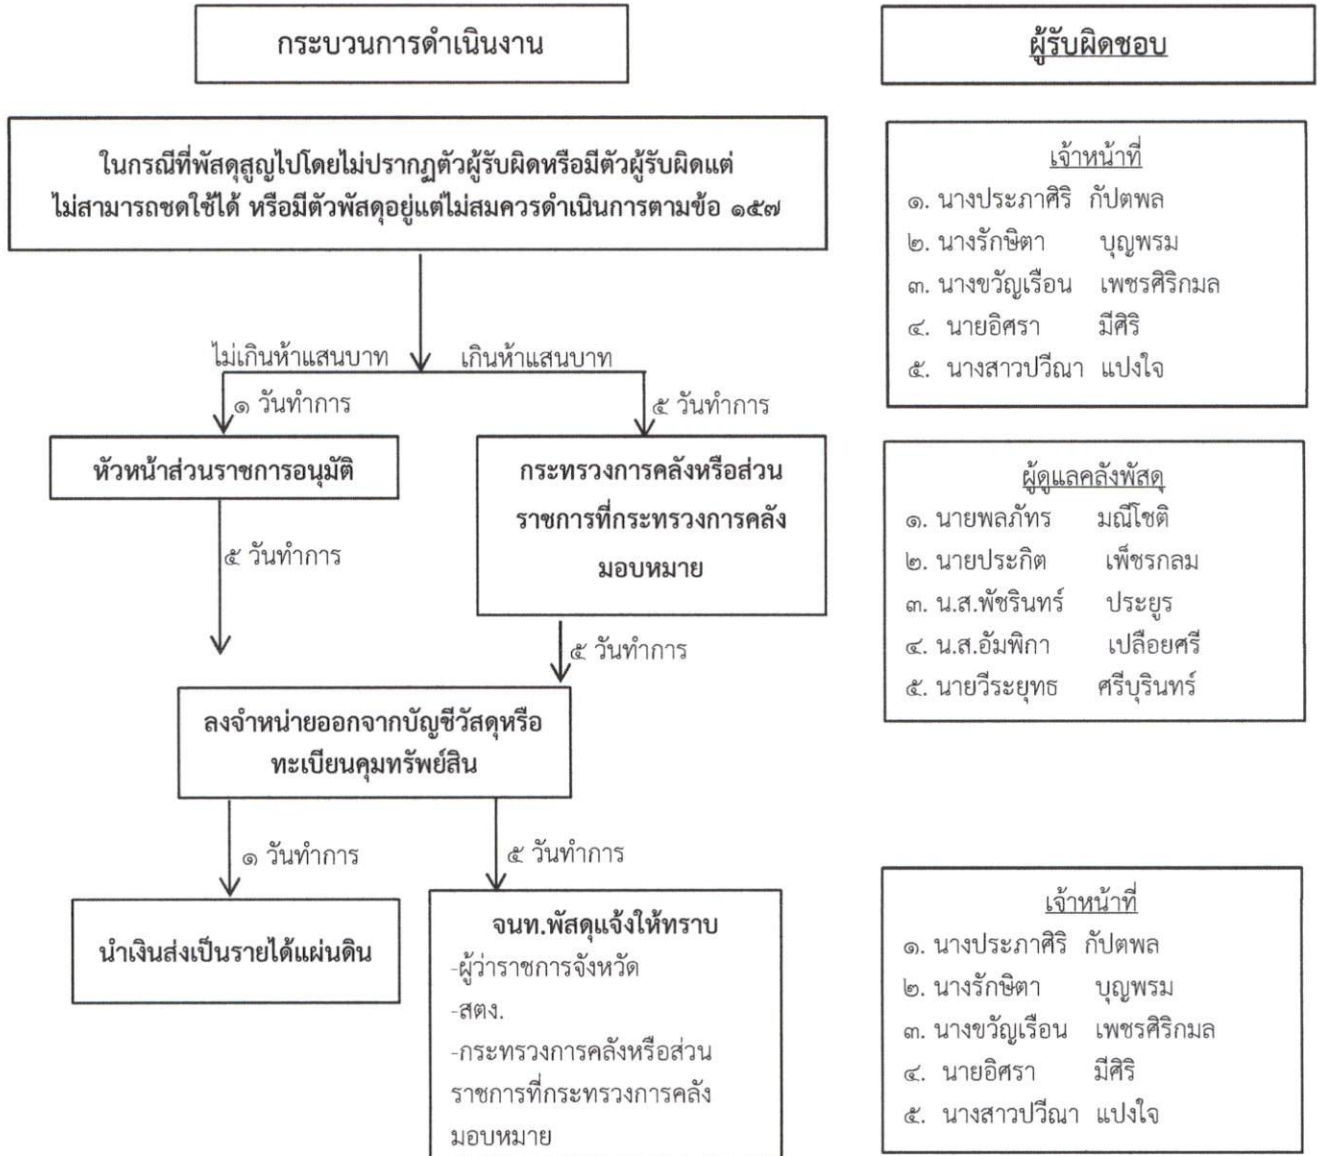 กระบวนการดำเนินงาน
ผู้รับผิดชอบ
ในกรณีที่พัสดุสูญไปโดยไม่ปรากฏตัวผู้รับผิดหรือมีตัวผู้รับผิดแต่
ไม่สามารถชดใช้ได้ หรือมีตัวพัสดุอยู่แต่ไม่สมควรดำเนินการตามข้อ ๑๕๗
เจ้าหน้าที่
๑. นางประภาศิริ กัปตพล
๒. นางรักษิตา บุญพรม
๓. นางขวัญเรือน เพชรศิริกมล
๔. นายอิศรา มีศิริ
๕. นางสาวปวีณา แปงใจ
ไม่เกินห้าแสนบาท เกินห้าแสนบาท
๑ วันทำการ ๕ วันทำการ
หัวหน้าส่วนราชการอนุมัติ
กระทรวงการคลังหรือส่วน
ราชการที่กระทรวงการคลัง
มอบหมาย
ผู้ดูแลคลังพัสดุ
๑. นายพลภัทร มณีโชติ
๒. นายประกิต เพ็ชรกลม
๓. น.ส.พัชรินทร์ ประยูร
๔. น.ส.อัมพิกา เปลือยศรี
๕. นายวีระยุทธ ศรีบุรินทร์
๕ วันทำการ
๕ วันทำการ
ลงจำหน่ายออกจากบัญชีวัสดุหรือ
ทะเบียนคุมทรัพย์สิน
๑ วันทำการ ๕ วันทำการ
นำเงินส่งเป็นรายได้แผ่นดิน
จนท.พัสดุแจ้งให้ทราบ
-ผู้ว่าราชการจังหวัด
-สตง.
-กระทรวงการคลังหรือส่วน
ราชการที่กระทรวงการคลัง
มอบหมาย
เจ้าหน้าที่
๑. นางประภาศิริ กัปตพล
๒. นางรักษิตา บุญพรม
๓. นางขวัญเรือน เพชรศิริกมล
๔. นายอิศรา มีศิริ
๕. นางสาวปวีณา แปงใจ